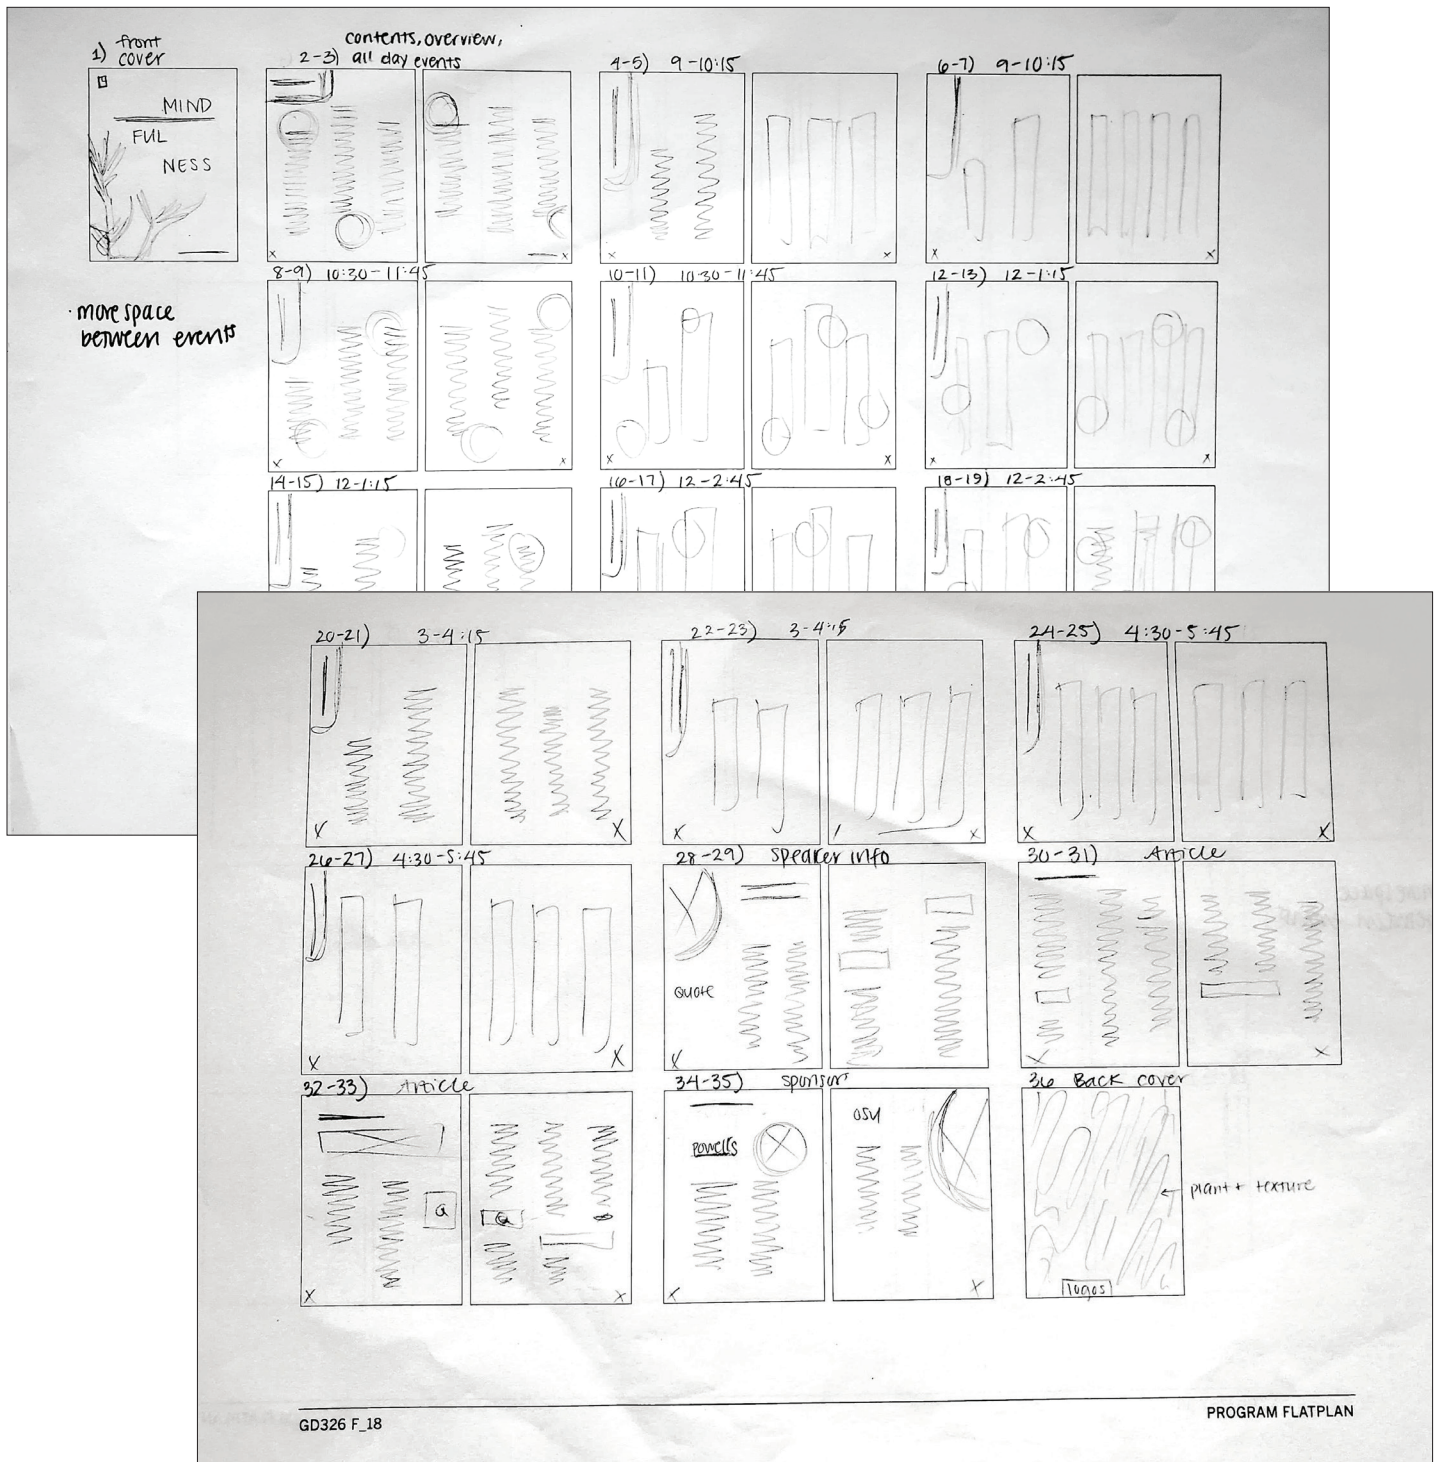 1) front
cover
contents, overview,
2-3) all day events
4-5) 9-10:15
6-7) 9-10:15
MIND
FUL
NESS
8-9) 10:30-11:45
10-11) 10:30-11:45
12-13) 12-1:15
· more space
between events
14-15) 12-1:15
16-17) 12-2:45
18-19) 12-2:45
20-21) 3-4:15
22-23) 3-4:15
24-25) 4:30-5:45
26-27) 4:30-5:45
28-29) speaker info
30-31) Article
QUOTE
32-33) Article
34-35) sponsor
36 Back cover
POWELLS
OSU
plant + texture
a
a
logos
GD326 F_18
PROGRAM FLATPLAN